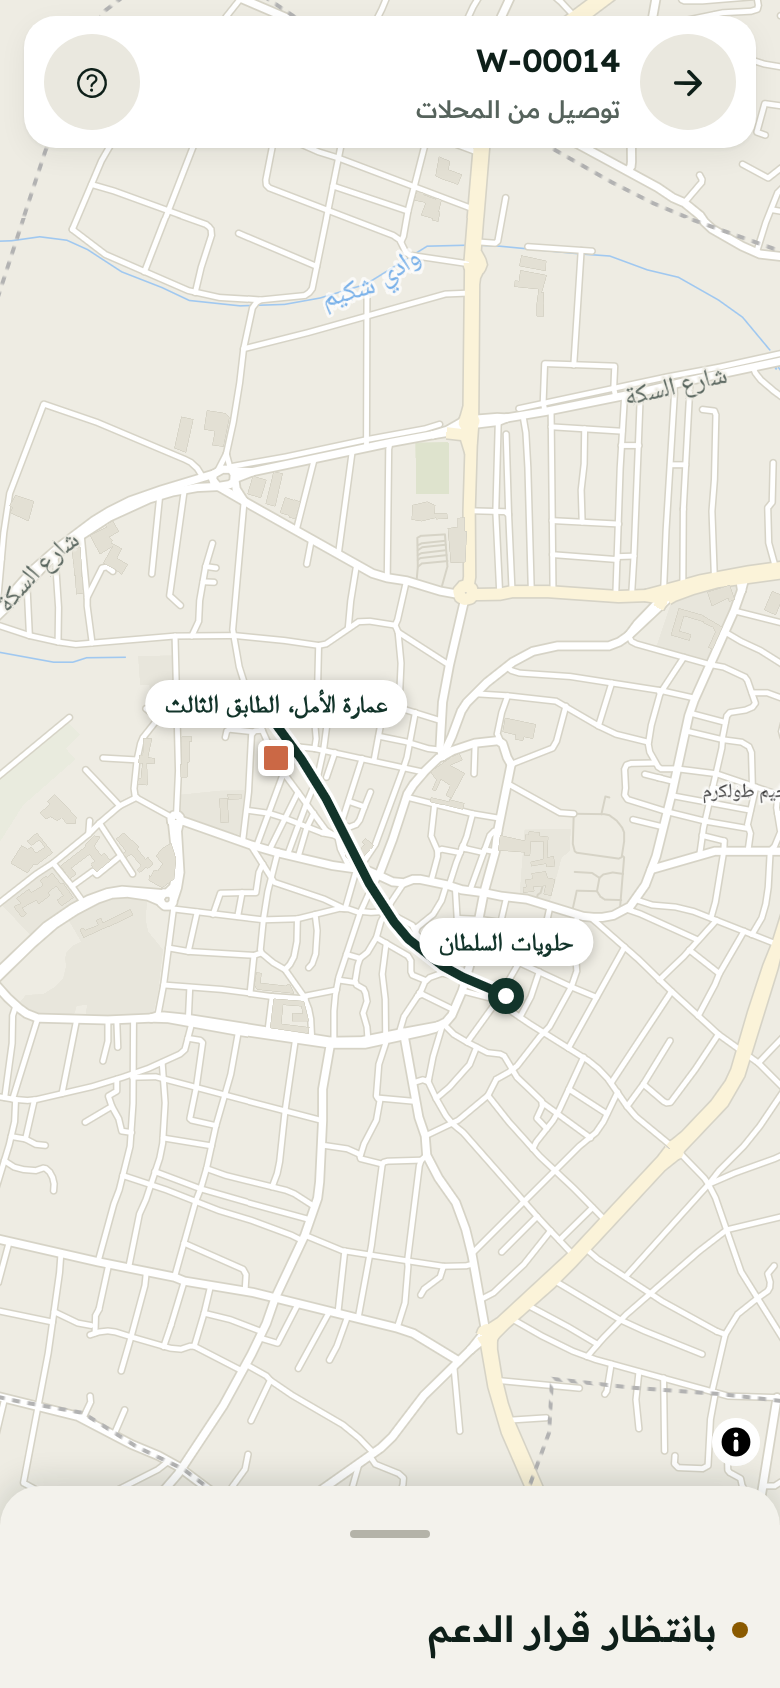 W-00014
توصيل من المحلات
وادي شكيم
شارع السكة
شارع السكة
عمارة الأمل، الطابق الثالث
طولكرم
حلويات السلطان
بانتظار قرار الدعم